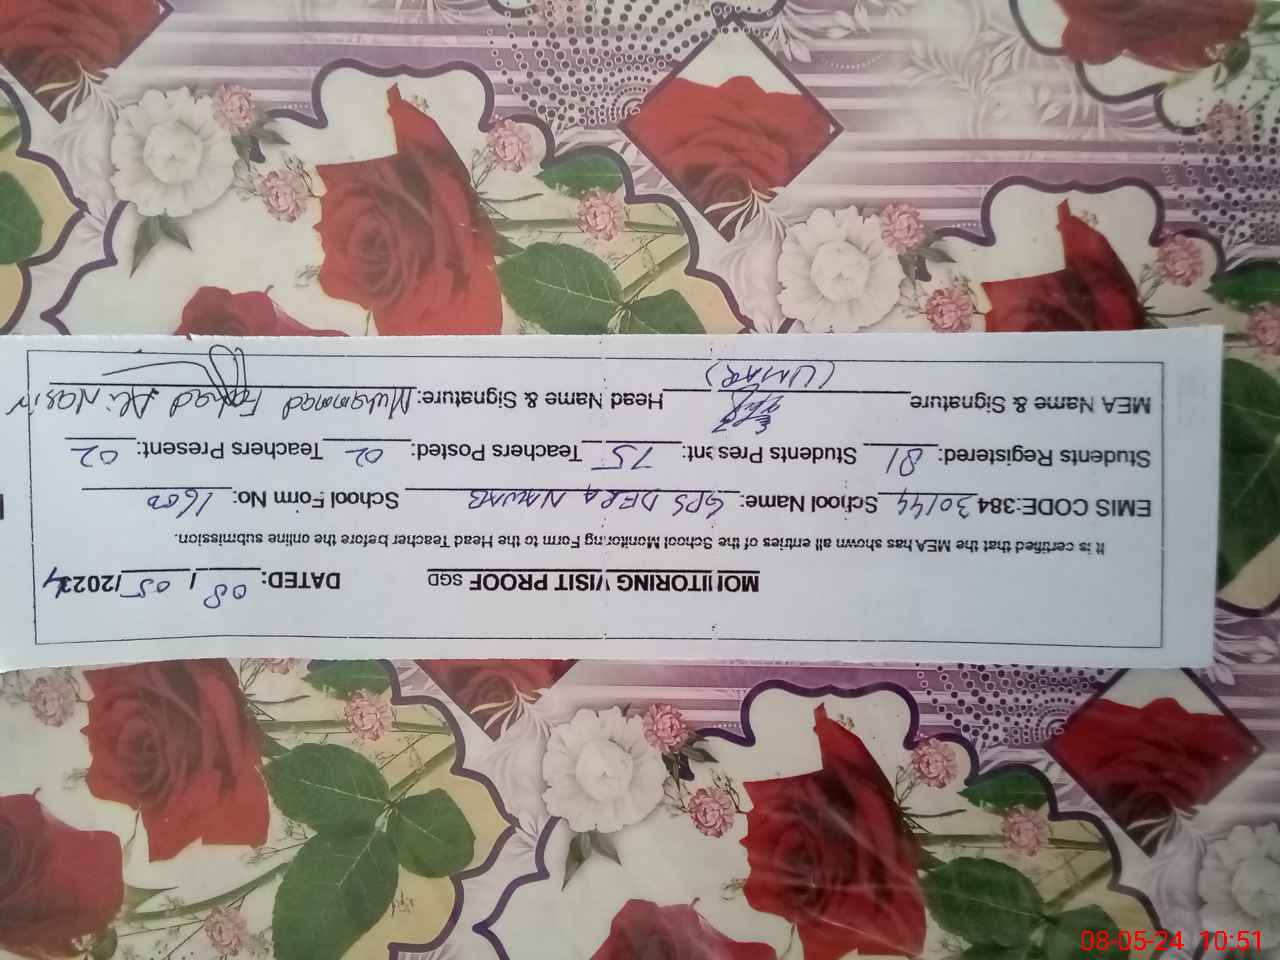 MONITORING VISIT PROOF SGD DATED: 08/05/2024
It is certified that the MEA has shown all entries of the School Monitoring Form to the Head Teacher before the online submission.
EMIS CODE:38430144 School Name: GPS DERA NAWAB School Form No: 1600
Students Registered: 81 Students Present: 75 Teachers Posted: 02 Teachers Present: 02
MEA Name & Signature (UMAR) Head Name & Signature: Muhammad Fahad Ali Nasir
08-05-24 10:51